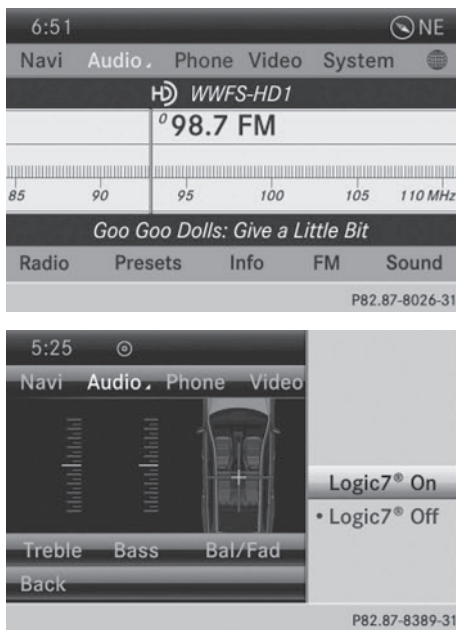 6:51 NE
Navi Audio Phone Video System
HD WWFS-HD1
0 98.7 FM
85 90 95 100 105 110 MHz
Goo Goo Dolls: Give a Little Bit
Radio Presets Info FM Sound
P82.87-8026-31
5:25
Navi Audio Phone Video
Logic7® On
• Logic7® Off
Treble Bass Bal/Fad
Back
P82.87-8389-31